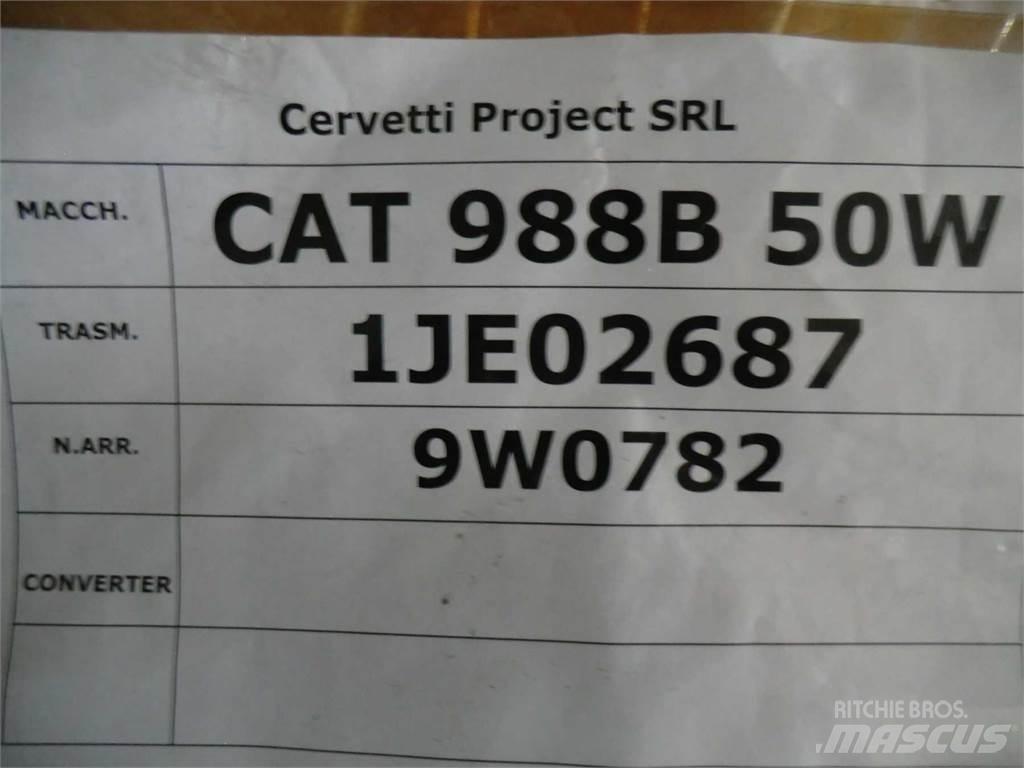 Cervetti Project SRL
MACCH. CAT 988B 50W
TRASM. 1JE02687
N.ARR. 9W0782
CONVERTER
RITCHIE BROS.
MASCUS